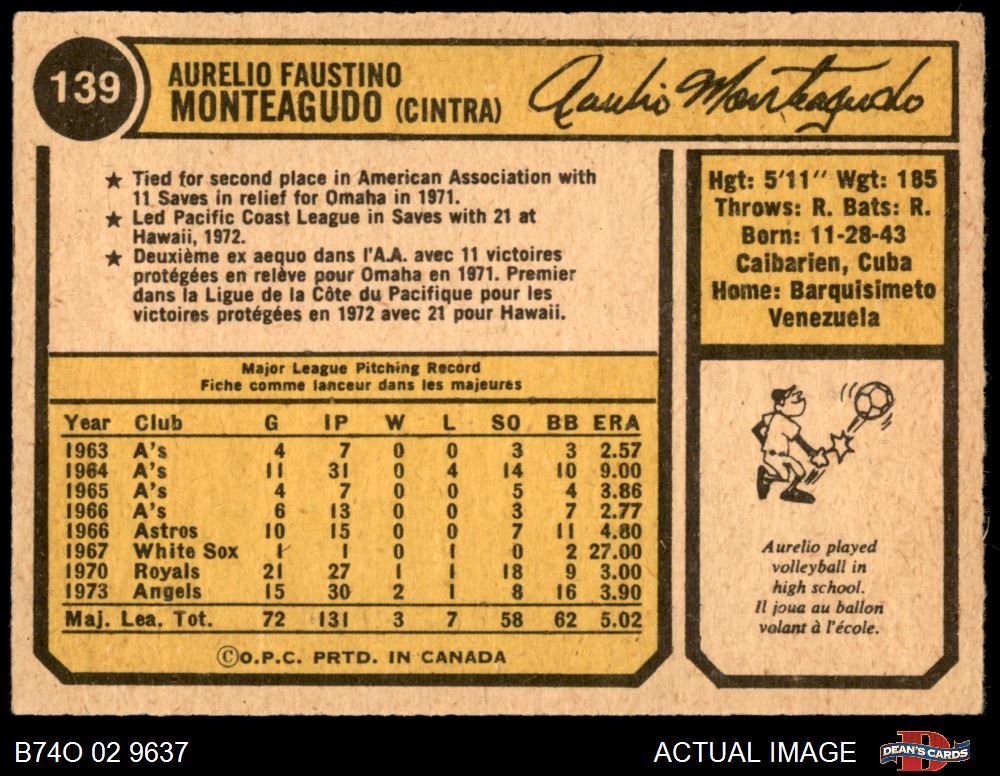 139
AURELIO FAUSTINO
MONTEAGUDO (CINTRA)
Aurelio Monteagudo
★ Tied for second place in American Association with
11 Saves in relief for Omaha in 1971.
★ Led Pacific Coast League in Saves with 21 at
Hawaii, 1972.
★ Deuxième ex aequo dans l'A.A. avec 11 victoires
protégées en relève pour Omaha en 1971. Premier
dans la Ligue de la Côte du Pacifique pour les
victoires protégées en 1972 avec 21 pour Hawaii.
Hgt: 5'11" Wgt: 185
Throws: R. Bats: R.
Born: 11-28-43
Caibarien, Cuba
Home: Barquisimeto
Venezuela
Major League Pitching Record
Fiche comme lanceur dans les majeures
Year Club G IP W L SO BB ERA
1963 A's 4 7 0 0 3 3 2.57
1964 A's 11 31 0 4 14 10 9.00
1965 A's 4 7 0 0 5 4 3.86
1966 A's 6 13 0 0 3 7 2.77
1966 Astros 10 15 0 0 7 11 4.80
1967 White Sox 1 1 0 1 0 2 27.00
1970 Royals 21 27 1 1 18 9 3.00
1973 Angels 15 30 2 1 8 16 3.90
Maj. Lea. Tot. 72 131 3 7 58 62 5.02
©O.P.C. PRTD. IN CANADA
Aurelio played
volleyball in
high school.
Il joua au ballon
volant à l'école.
B74O 02 9637
ACTUAL IMAGE
DEAN'S CARDS